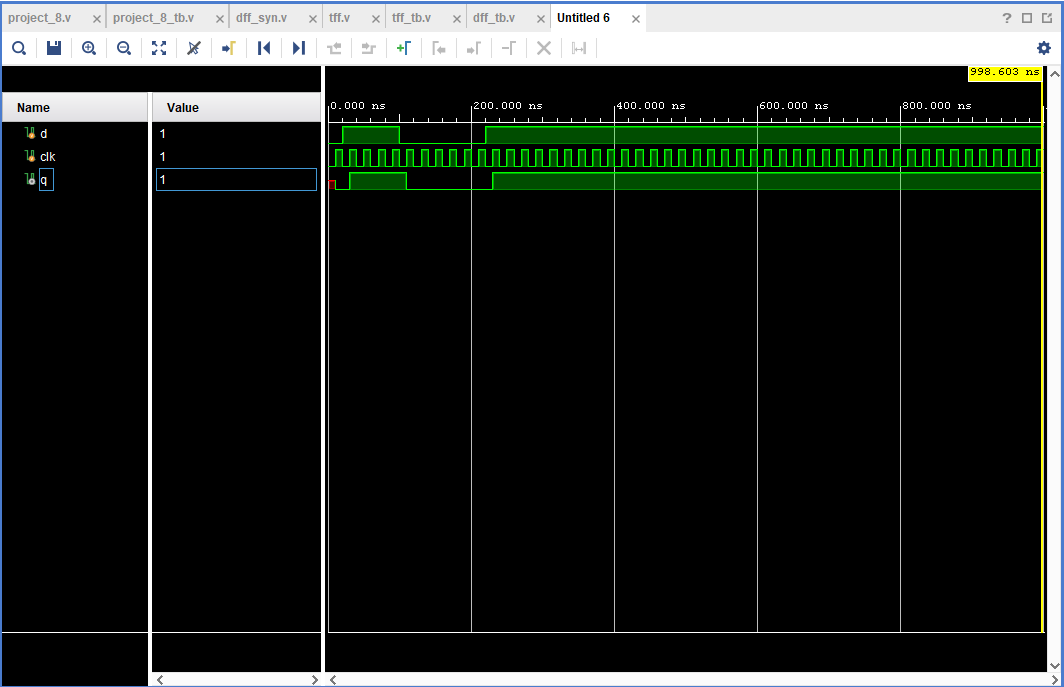 project_8.v project_8_tb.v dff_syn.v tff.v tff_tb.v dff_tb.v Untitled 6
998.603 ns
Name Value 0.000 ns 200.000 ns 400.000 ns 600.000 ns 800.000 ns
d 1
clk 1
q 1